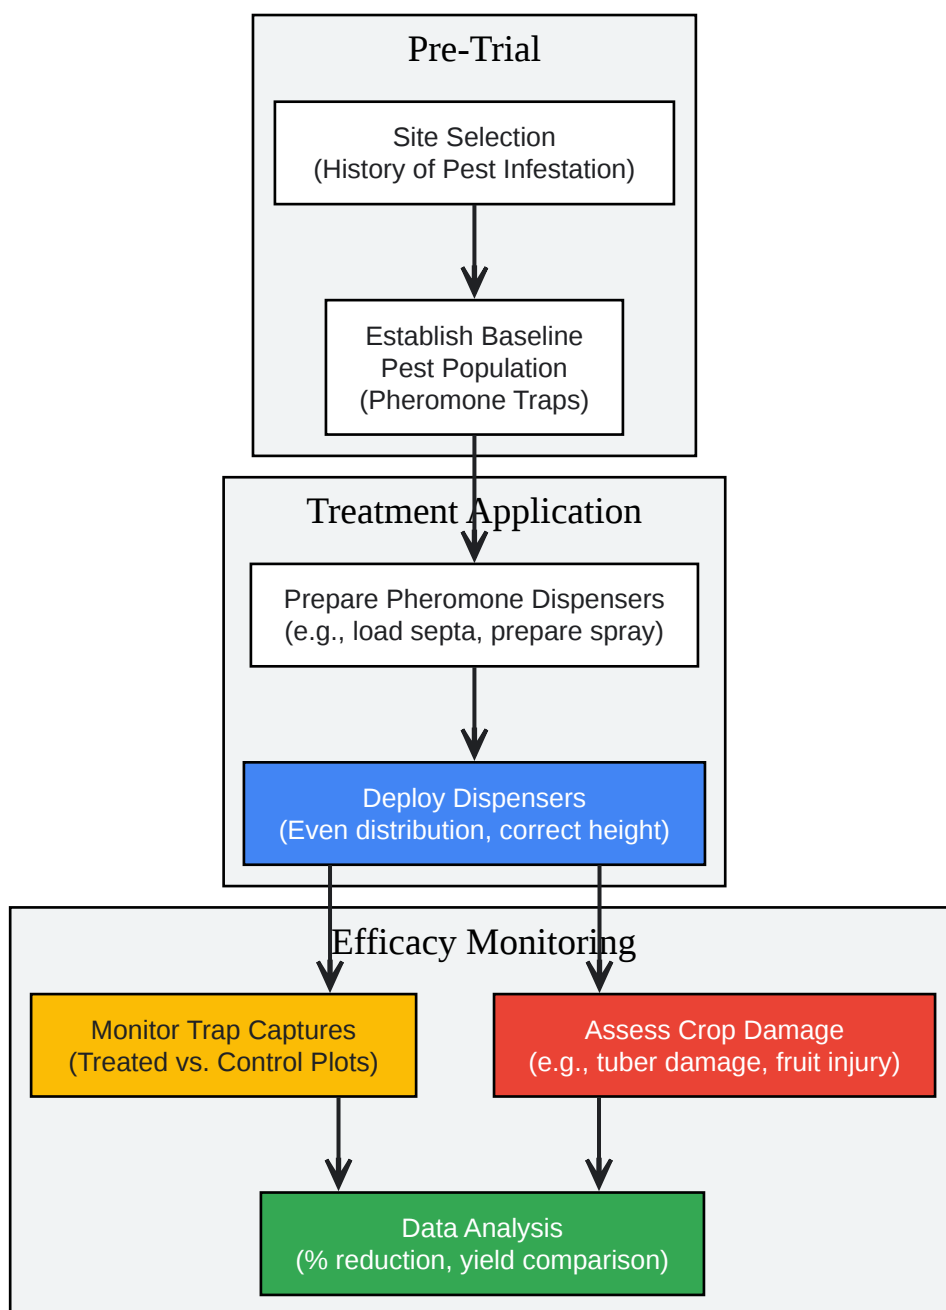 Pre-Trial
Site Selection
(History of Pest Infestation)
Establish Baseline
Pest Population
(Pheromone Traps)
Treatment Application
Prepare Pheromone Dispensers
(e.g., load septa, prepare spray)
Deploy Dispensers
(Even distribution, correct height)
Efficacy Monitoring
Monitor Trap Captures
(Treated vs. Control Plots)
Assess Crop Damage
(e.g., tuber damage, fruit injury)
Data Analysis
(% reduction, yield comparison)